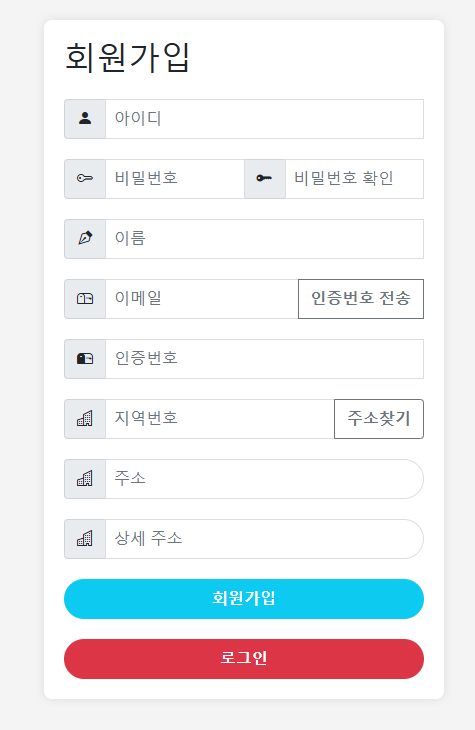 회원가입
아이디
비밀번호 비밀번호 확인
이름
이메일 인증번호 전송
인증번호
지역번호 주소찾기
주소
상세 주소
회원가입
로그인